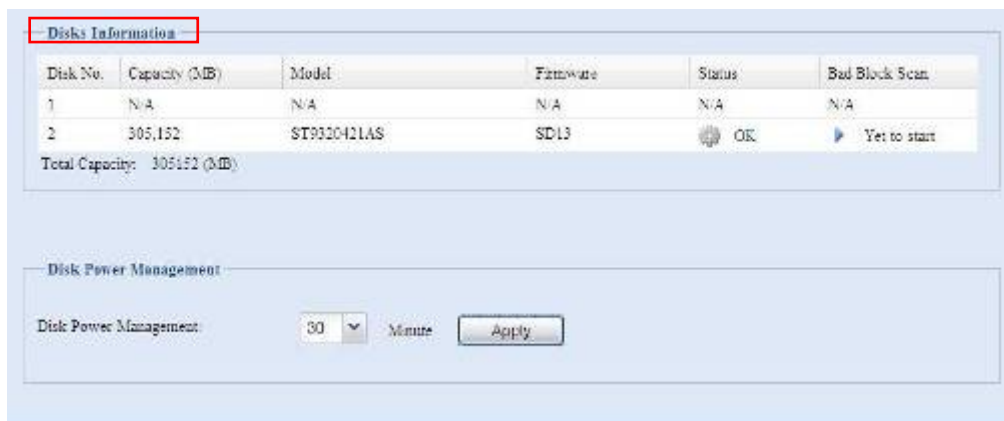 Disks Information
Disk No. Capacity (MB) Model Firmware Status Bad Block Scan
1 N/A N/A N/A N/A N/A
2 305,152 ST9320421AS SD13 OK Yet to start
Total Capacity: 305152 (MB)
Disk Power Management
Disk Power Management: 30 Minute Apply